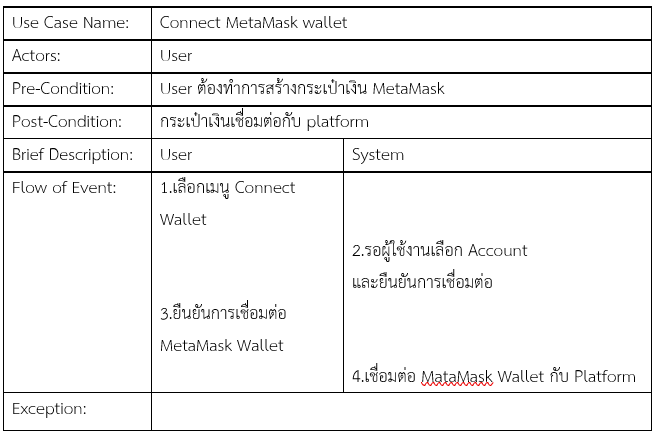 Use Case Name: Connect MetaMask wallet
Actors: User
Pre-Condition: User ต้องทำการสร้างกระเป๋าเงิน MetaMask
Post-Condition: กระเป๋าเงินเชื่อมต่อกับ platform
Brief Description: User System
Flow of Event: 1.เลือกเมนู Connect
Wallet
2.รอผู้ใช้งานเลือก Account
และยืนยันการเชื่อมต่อ
3.ยืนยันการเชื่อมต่อ
MetaMask Wallet
4.เชื่อมต่อ MataMask Wallet กับ Platform
Exception: